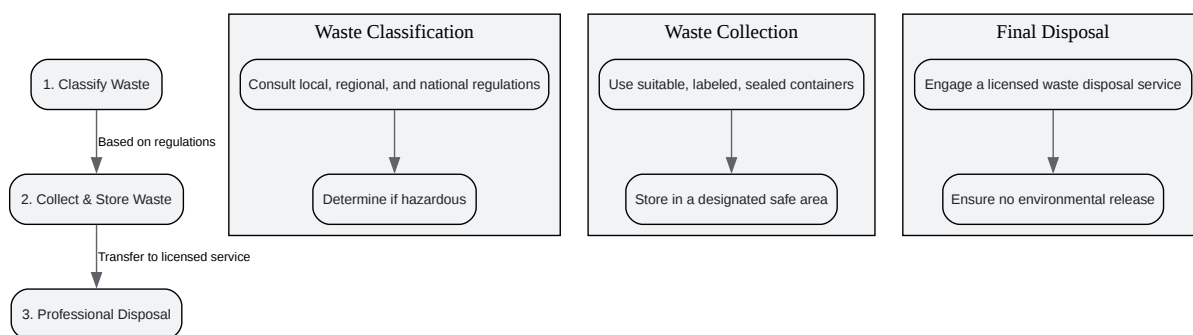 1. Classify Waste
Based on regulations
2. Collect & Store Waste
Transfer to licensed service
3. Professional Disposal
Waste Classification
Consult local, regional, and national regulations
Determine if hazardous
Waste Collection
Use suitable, labeled, sealed containers
Store in a designated safe area
Final Disposal
Engage a licensed waste disposal service
Ensure no environmental release